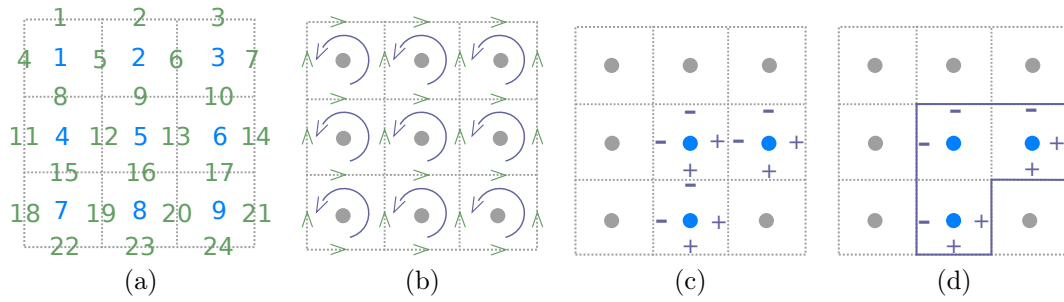 1 2 3
4 1 5 2 6 3 7
8 9 10
11 4 12 5 13 6 14
15 16 17
18 7 19 8 20 9 21
22 23 24
- -
- + - +
+ +
-
- +
+
- -
- +
+
- +
+
(a) (b) (c) (d)